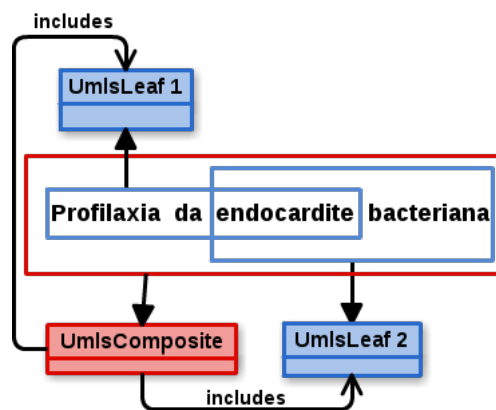 includes
UmlsLeaf 1
Profilaxia da endocardite bacteriana
UmlsComposite
UmlsLeaf 2
includes